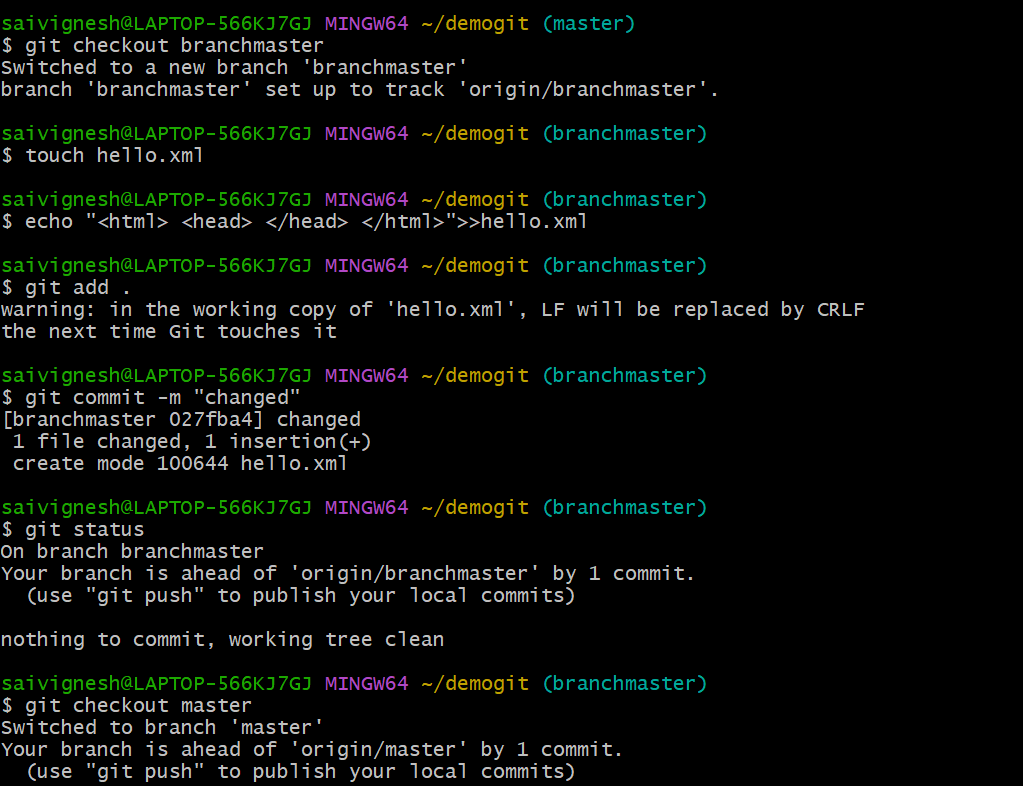 saivignesh@LAPTOP-566KJ7GJ MINGW64 ~/demogit (master)
$ git checkout branchmaster
Switched to a new branch 'branchmaster'
branch 'branchmaster' set up to track 'origin/branchmaster'.
saivignesh@LAPTOP-566KJ7GJ MINGW64 ~/demogit (branchmaster)
$ touch hello.xml
saivignesh@LAPTOP-566KJ7GJ MINGW64 ~/demogit (branchmaster)
$ echo "<html> <head> </head> </html>">>hello.xml
saivignesh@LAPTOP-566KJ7GJ MINGW64 ~/demogit (branchmaster)
$ git add .
warning: in the working copy of 'hello.xml', LF will be replaced by CRLF
the next time Git touches it
saivignesh@LAPTOP-566KJ7GJ MINGW64 ~/demogit (branchmaster)
$ git commit -m "changed"
[branchmaster 027fba4] changed
 1 file changed, 1 insertion(+)
 create mode 100644 hello.xml
saivignesh@LAPTOP-566KJ7GJ MINGW64 ~/demogit (branchmaster)
$ git status
On branch branchmaster
Your branch is ahead of 'origin/branchmaster' by 1 commit.
  (use "git push" to publish your local commits)
nothing to commit, working tree clean
saivignesh@LAPTOP-566KJ7GJ MINGW64 ~/demogit (branchmaster)
$ git checkout master
Switched to branch 'master'
Your branch is ahead of 'origin/master' by 1 commit.
  (use "git push" to publish your local commits)